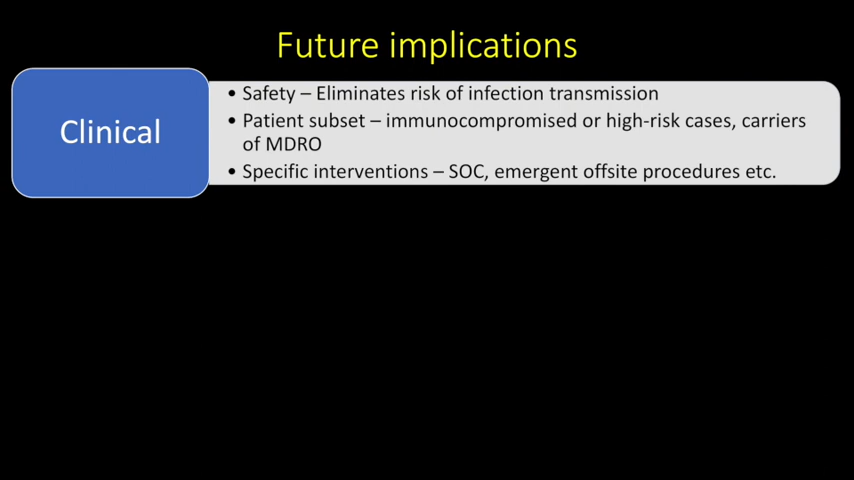 Future implications
Clinical
• Safety – Eliminates risk of infection transmission
• Patient subset – immunocompromised or high-risk cases, carriers
of MDRO
• Specific interventions – SOC, emergent offsite procedures etc.